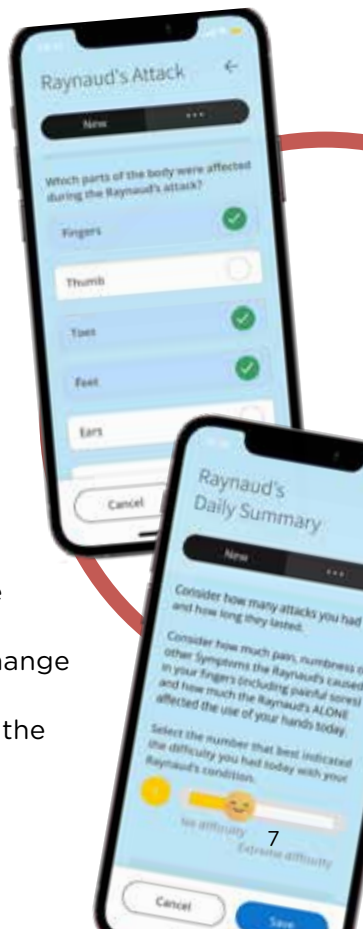 Raynaud's Attack
New
Which parts of the body were affected
during the Raynaud's attack?
Fingers
Thumb
Toes
Feet
Ears
Cancel
hange
the
Raynaud's
Daily Summary
New
Consider how many attacks you had
and how long they lasted.
Consider how much pain, numbness o
other Symptoms the Raynaud's caused
in your fingers (including painful sores)
and how much the Raynaud's ALONE
affected the use of your hands today.
Select the number that best indicated
the difficulty you had today with your
Raynaud's condition.
No difficulty
7
Extreme difficulty
Cancel
Save